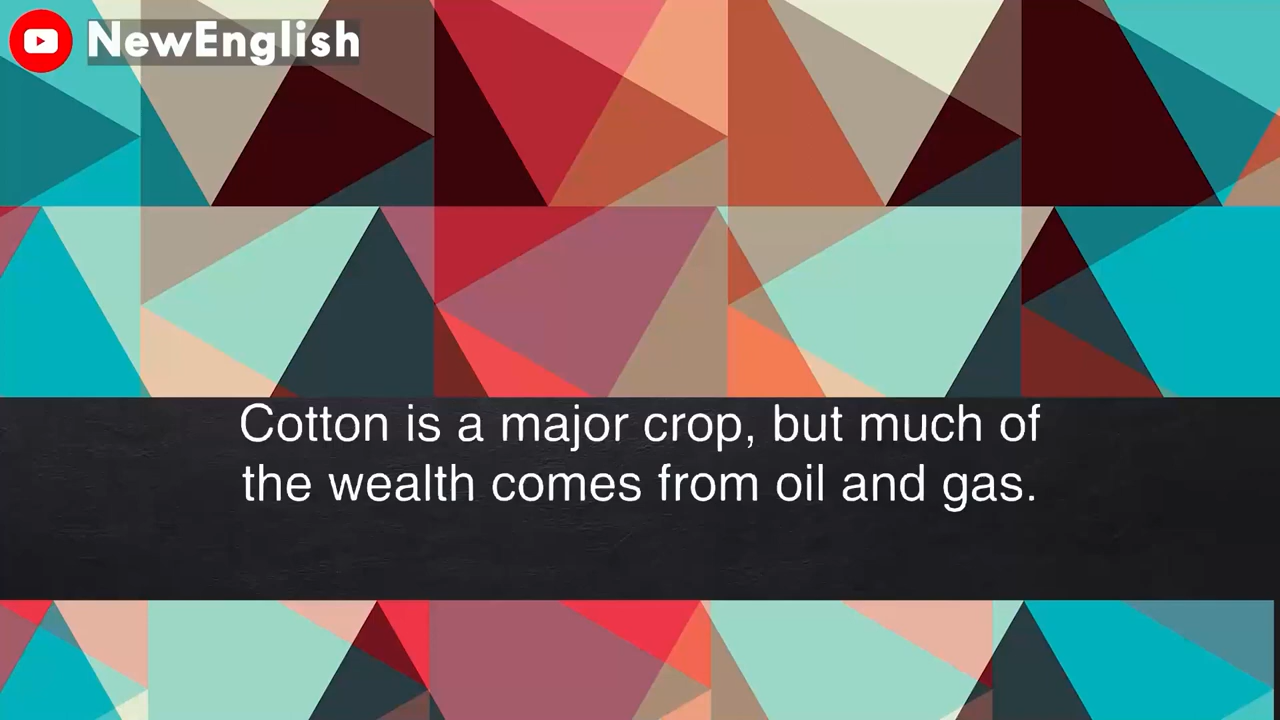 NewEnglish
Cotton is a major crop, but much of
the wealth comes from oil and gas.